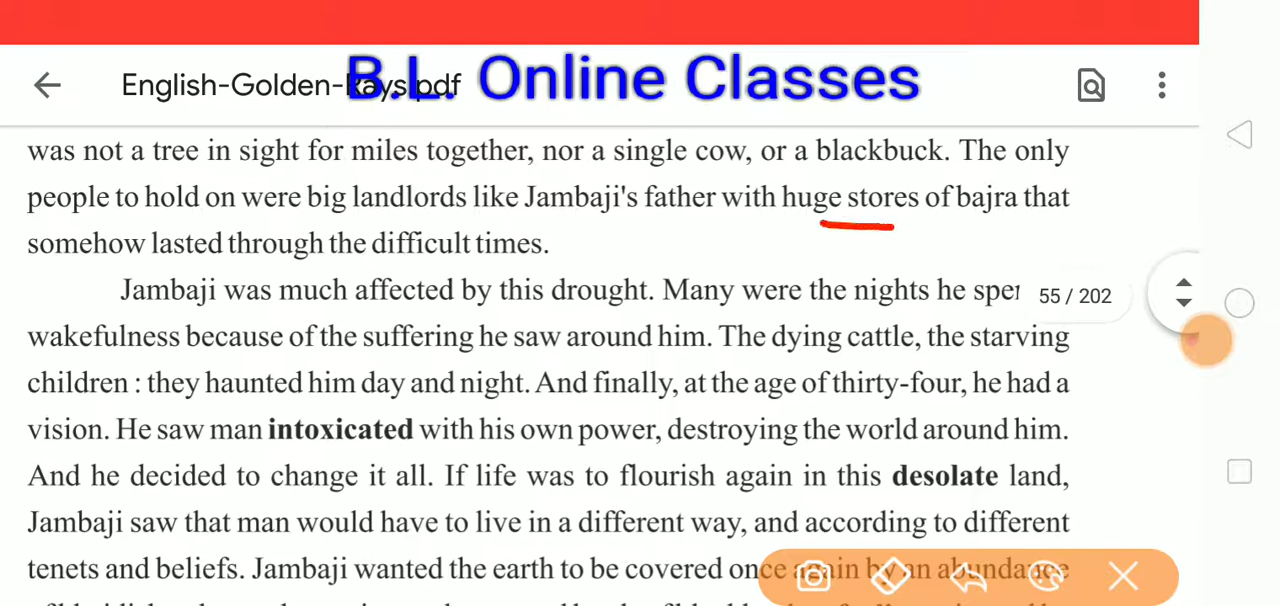 B.L. Online Classes
English-Golden-Rays.pdf
was not a tree in sight for miles together, nor a single cow, or a blackbuck. The only
people to hold on were big landlords like Jambaji's father with huge stores of bajra that
somehow lasted through the difficult times.
Jambaji was much affected by this drought. Many were the nights he
55 / 202
wakefulness because of the suffering he saw around him. The dying cattle, the starving
children : they haunted him day and night. And finally, at the age of thirty-four, he had a
vision. He saw man intoxicated with his own power, destroying the world around him.
And he decided to change it all. If life was to flourish again in this desolate land,
Jambaji saw that man would have to live in a different way, and according to different
tenets and beliefs. Jambaji wanted the earth to be covered once again by an abundance